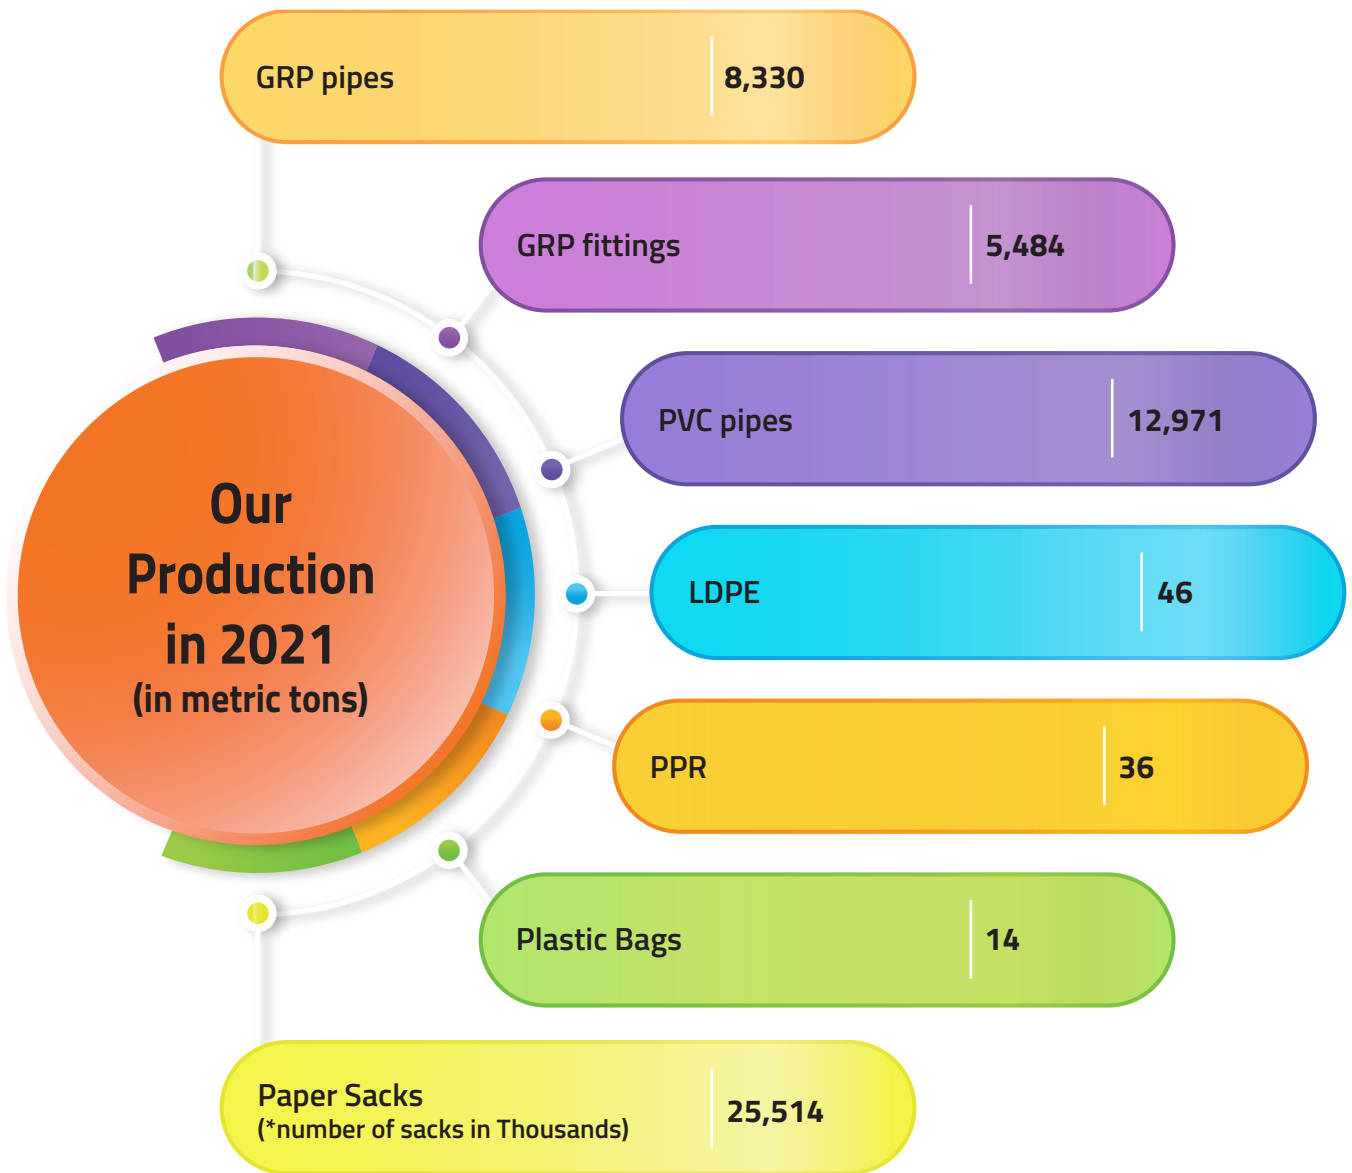 GRP pipes 8,330
GRP fittings 5,484
PVC pipes 12,971
Our
Production
in 2021
(in metric tons)
LDPE 46
PPR 36
Plastic Bags 14
Paper Sacks
(*number of sacks in Thousands) 25,514